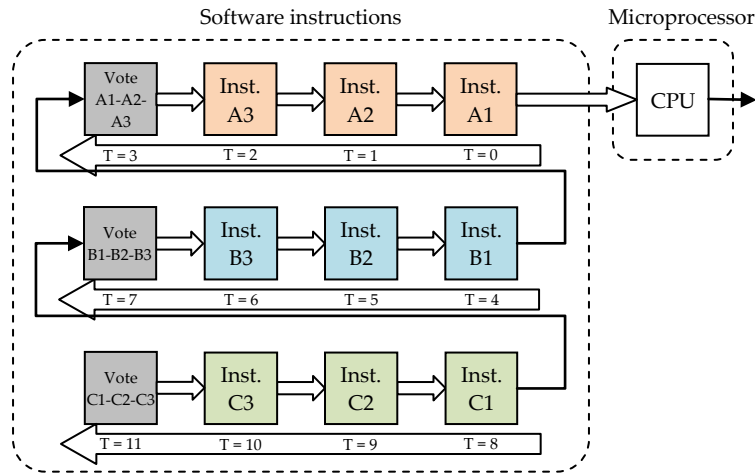 Software instructions
Microprocessor
Vote
A1-A2-
A3
Inst.
A3
Inst.
A2
Inst.
A1
CPU
T = 3
T = 2
T = 1
T = 0
Vote
B1-B2-B3
Inst.
B3
Inst.
B2
Inst.
B1
T = 7
T = 6
T = 5
T = 4
Vote
C1-C2-C3
Inst.
C3
Inst.
C2
Inst.
C1
T = 11
T = 10
T = 9
T = 8